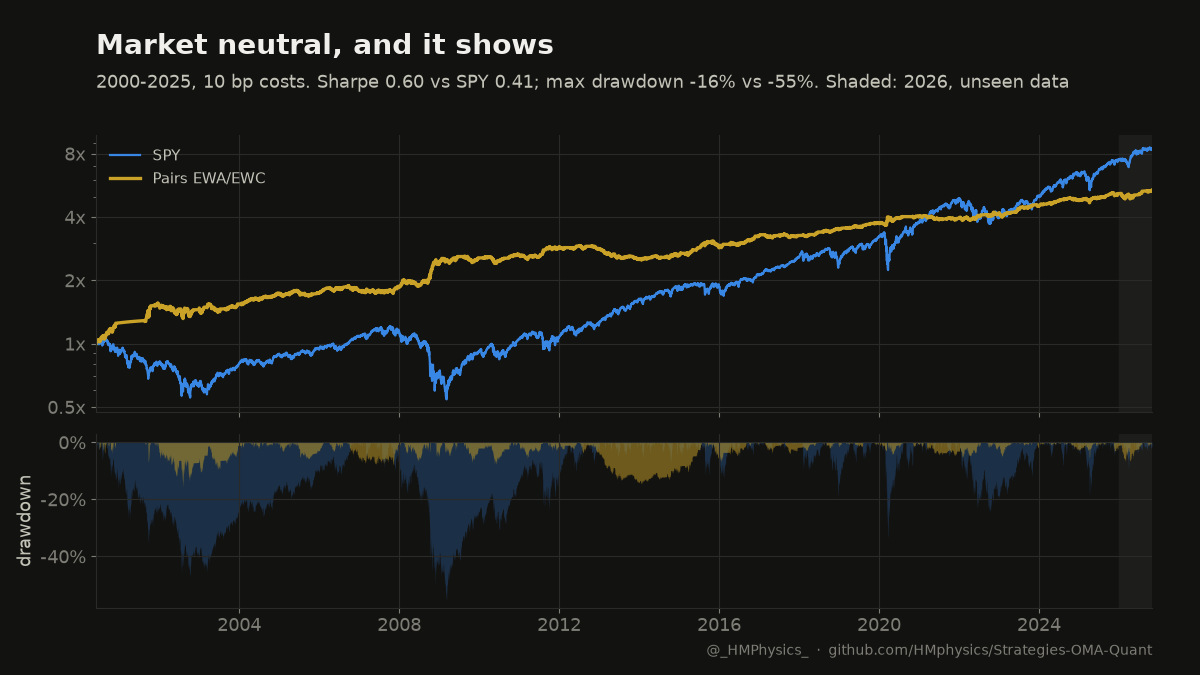 Market neutral, and it shows
2000-2025, 10 bp costs. Sharpe 0.60 vs SPY 0.41; max drawdown -16% vs -55%. Shaded: 2026, unseen data
8x
4x
2x
1x
0.5x
SPY
Pairs EWA/EWC
0%
-20%
-40%
drawdown
2004
2008
2012
2016
2020
2024
@_HMPhysics_ · github.com/HMphysics/Strategies-OMA-Quant